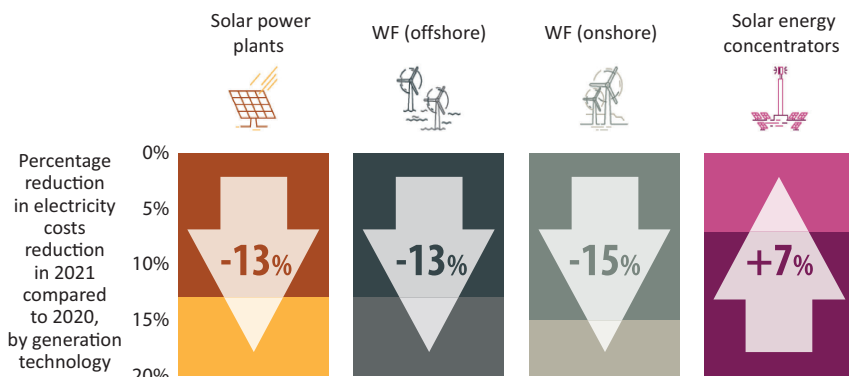 Solar power
plants
WF (offshore)
WF (onshore)
Solar energy
concentrators
Percentage
reduction
in electricity
costs
reduction
in 2021
compared
to 2020,
by generation
technology
0%
5%
10%
15%
20%
-13%
-13%
-15%
+7%